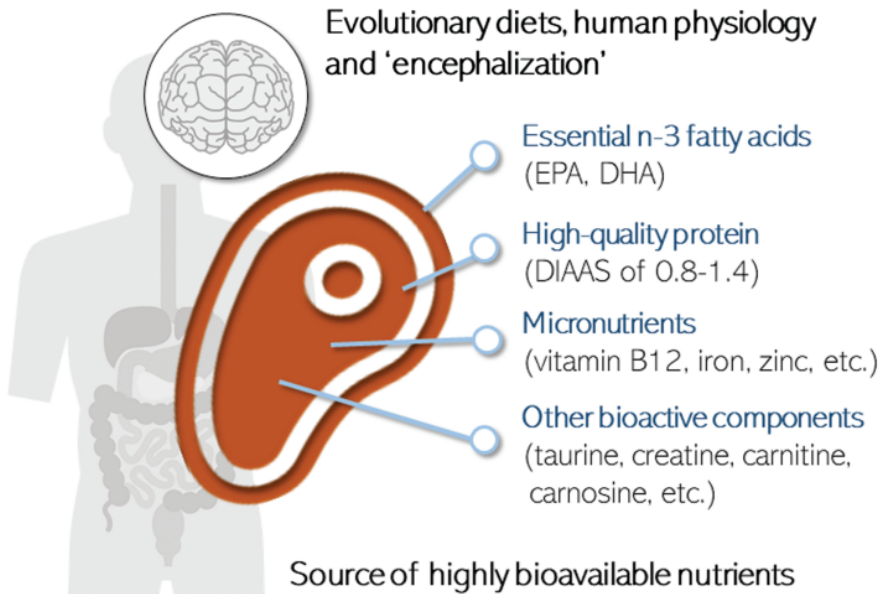 Evolutionary diets, human physiology
and ‘encephalization’
Essential n-3 fatty acids
(EPA, DHA)
High-quality protein
(DIAAS of 0.8-1.4)
Micronutrients
(vitamin B12, iron, zinc, etc.)
Other bioactive components
(taurine, creatine, carnitine,
carnosine, etc.)
Source of highly bioavailable nutrients